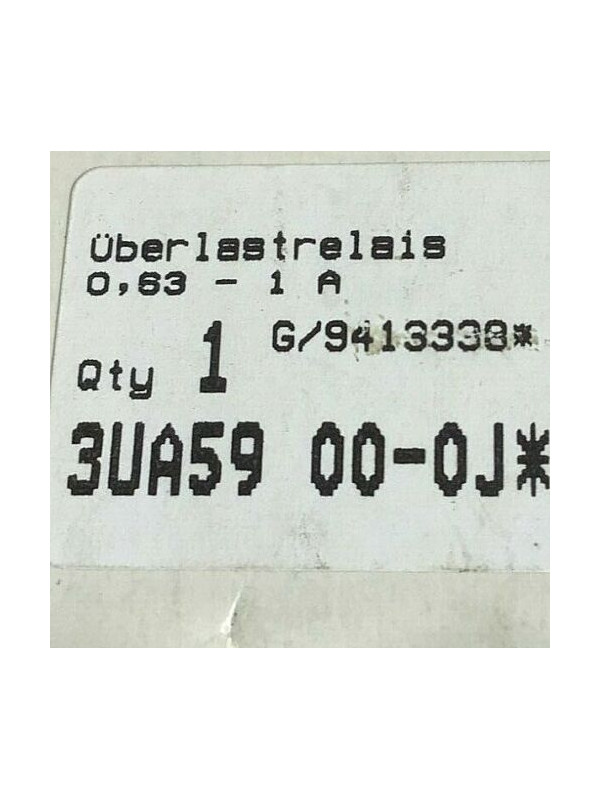 Überlastrelais
0,63 - 1 A
G/9413338*
Qty 1
3UA59 00-0J*